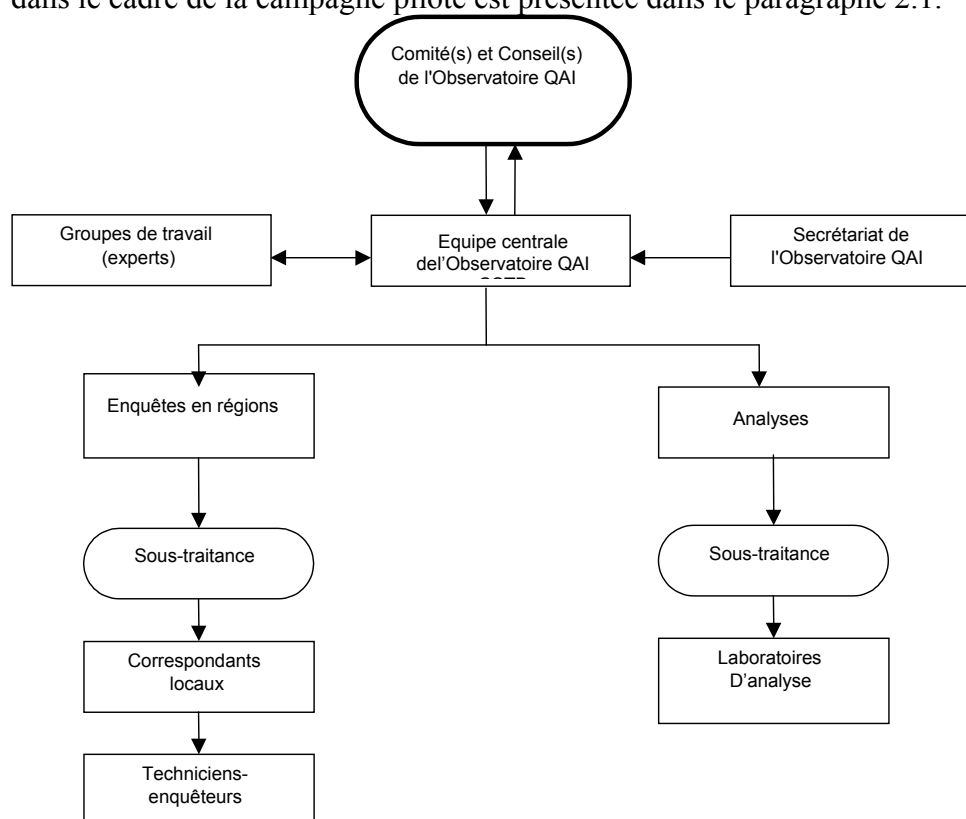 dans le cadre de la campagne pilote est présentée dans le paragraphe 2.1.
Comité(s) et Conseil(s)
de l'Observatoire QAI
Groupes de travail
(experts)
Equipe centrale
del'Observatoire QAI
Secrétariat de
l'Observatoire QAI
Enquêtes en régions
Analyses
Sous-traitance
Sous-traitance
Correspondants
locaux
Laboratoires
D'analyse
Techniciens-
enquêteurs